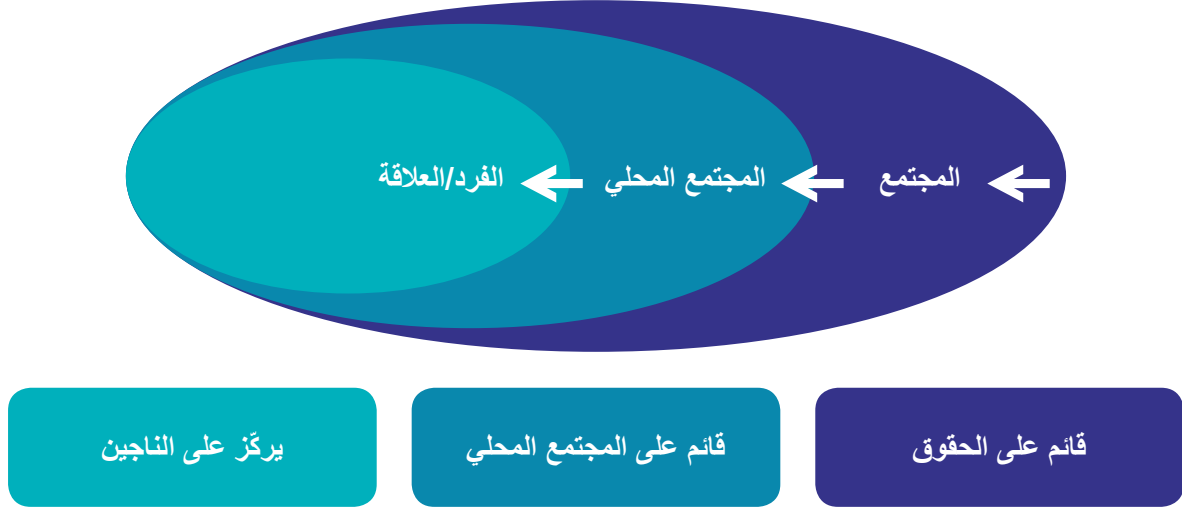 المجتمع
المجتمع المحلي
الفرد/العلاقة
قائم على الحقوق
قائم على المجتمع المحلي
يركّز على الناجين